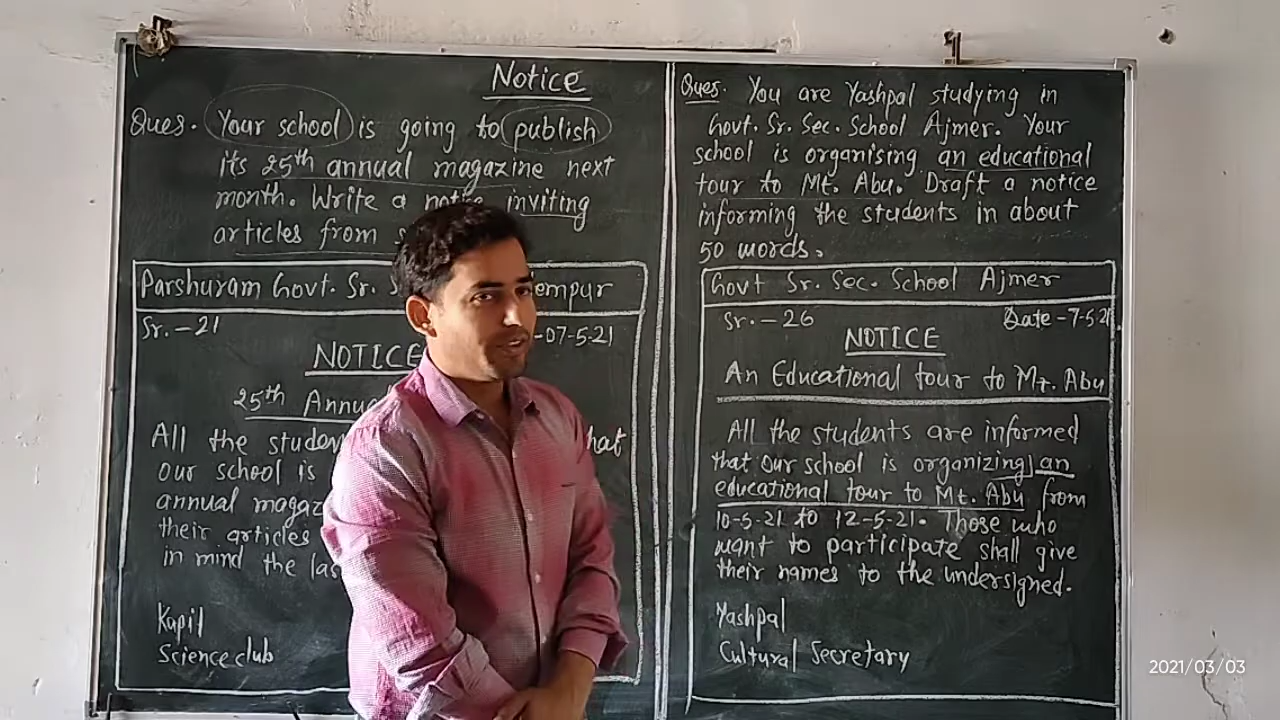 Notice
Ques. Your school is going to publish
its 25th annual magazine next
month. Write a notice inviting
articles from
Parshuram Govt. Sr.
Sr. - 21
-07-5-21
NOTICE
25th
All the
our school is
annual
their articles
in mind the
Kapil
Science club
Ques. You are Yashpal studying in
Govt. Sr. Sec. School Ajmer. Your
school is organising an educational
tour to Mt. Abu. Draft a notice
informing the students in about
50 words.
Govt Sr. Sec. School Ajmer
Sr. - 26 Date - 7-5-21
NOTICE
An Educational tour to Mt. Abu
All the students are informed
that our school is organizing an
educational tour to Mt. Abu from
10-5-21 to 12-5-21. Those who
want to participate shall give
their names to the undersigned.
Yashpal
Cultural Secretary
2021/03/03